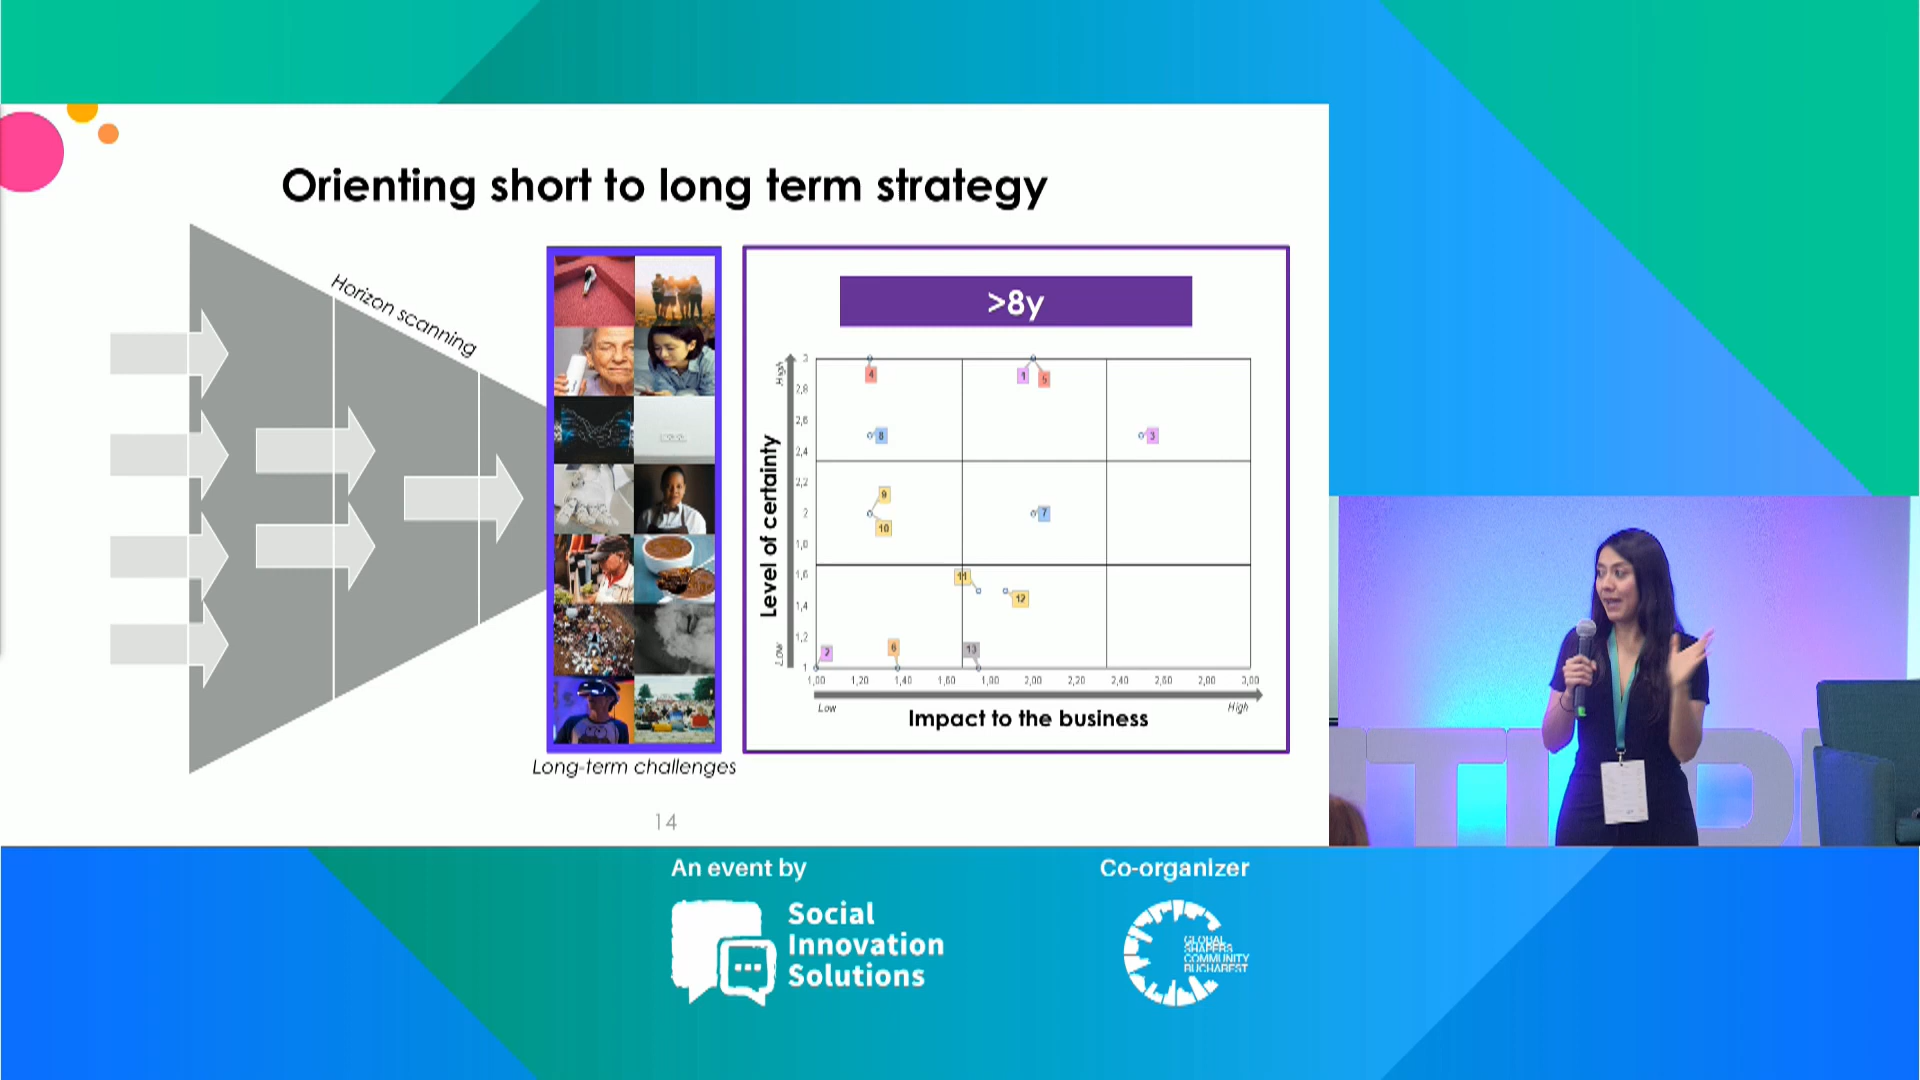 Orienting short to long term strategy
Horizon scanning
Long-term challenges
>8y
High
Level of certainty
Low
3
2,8
2,6
2,4
2,2
2
1,0
1,6
1,4
1,2
1
4
1
5
8
3
9
10
7
11
12
2
6
13
1,00
1,20
1,40
1,60
1,00
2,00
2,20
2,40
2,60
2,00
3,00
Low
High
Impact to the business
14
An event by
Social
Innovation
Solutions
Co-organizer
GLOBAL
SHAPERS
COMMUNITY
BUCHAREST